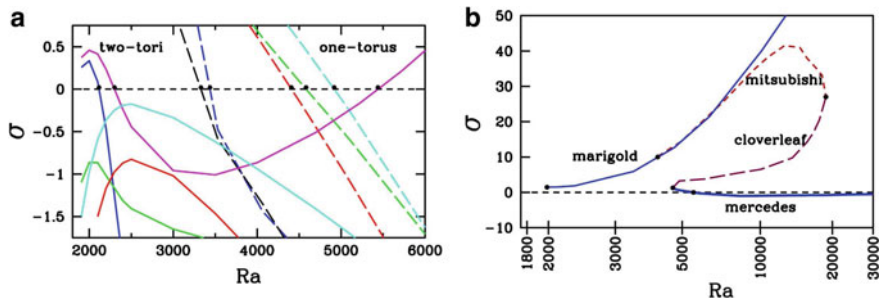 a
two-tori
one-torus
0.5
0
-0.5
-1
-1.5
σ
2000
3000
4000
5000
6000
Ra
b
50
40
30
20
10
0
-10
σ
mitsubishi
cloverleaf
marigold
mercedes
1800
2000
3000
5000
10000
20000
30000
Ra